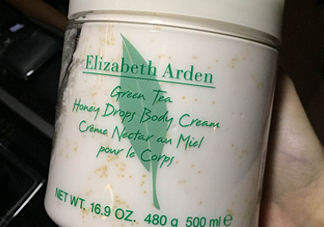 Elizabeth Arden
Green Tea
Honey Drops Body Cream
Crème Nectar au Miel
pour le Corps
NET WT. 16.9 OZ. 480 g 500 ml e